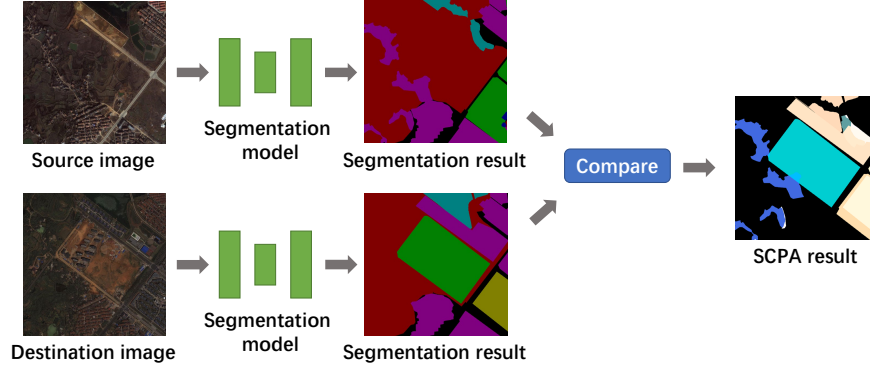 Source image
Segmentation
model
Segmentation result
Compare
SCPA result
Destination image
Segmentation
model
Segmentation result